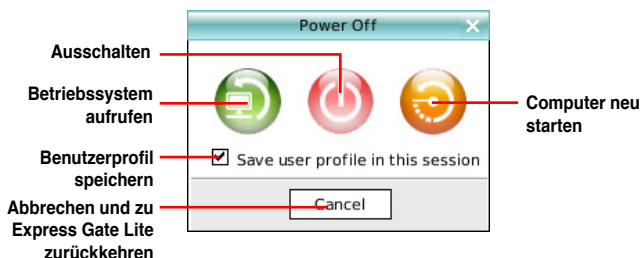 Power Off
Ausschalten
Betriebssystem
aufrufen
Computer neu
starten
Benutzerprofil
speichern
Save user profile in this session
Abbrechen und zu
Express Gate Lite
zurückkehren
Cancel